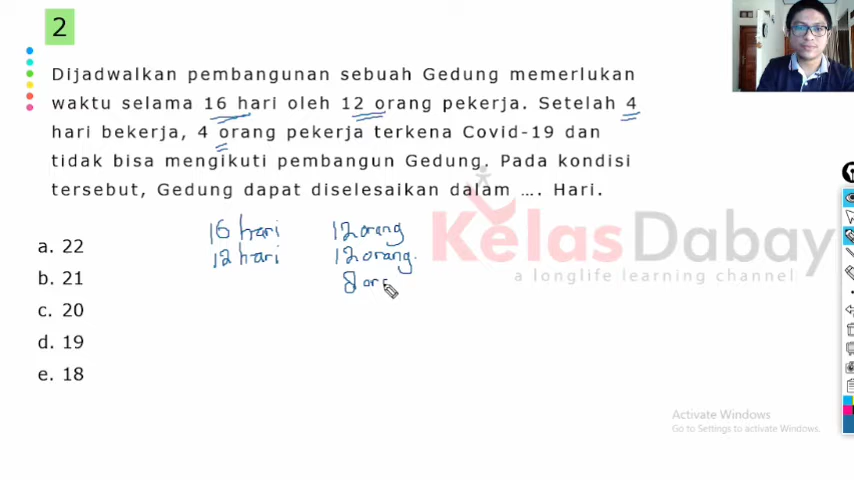 2
Dijadwalkan pembangunan sebuah Gedung memerlukan
waktu selama 16 hari oleh 12 orang pekerja. Setelah 4
hari bekerja, 4 orang pekerja terkena Covid-19 dan
tidak bisa mengikuti pembangun Gedung. Pada kondisi
tersebut, Gedung dapat diselesaikan dalam .... Hari.
16 hari 12 orang
12 hari 12 orang.
8 ora
a. 22
b. 21
c. 20
d. 19
e. 18
KelasDabay
a longlife learning channel
Activate Windows
Go to Settings to activate Windows.